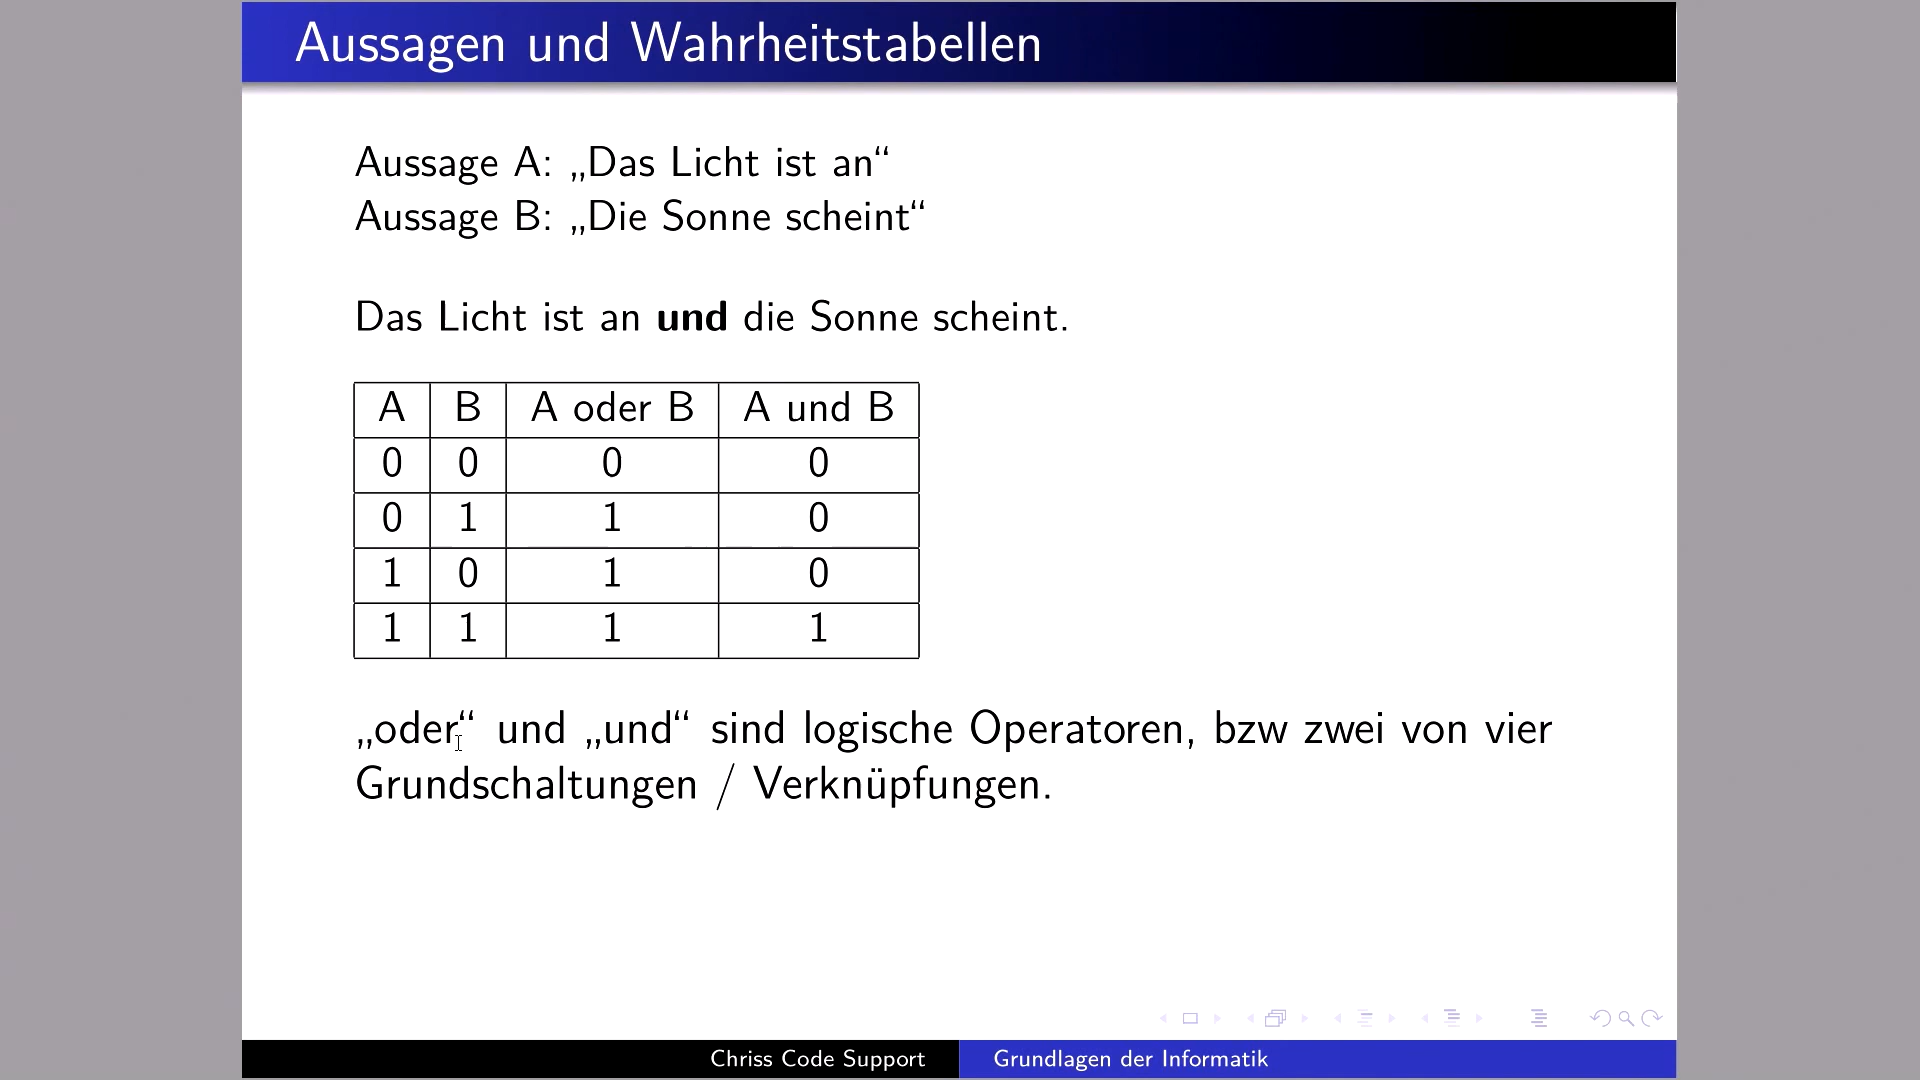 Aussagen und Wahrheitstabellen
Aussage A: „Das Licht ist an“
Aussage B: „Die Sonne scheint“
Das Licht ist an und die Sonne scheint.
A B A oder B A und B
0 0 0 0
0 1 1 0
1 0 1 0
1 1 1 1
„oder“ und „und“ sind logische Operatoren, bzw zwei von vier
Grundschaltungen / Verknüpfungen.
Chriss Code Support Grundlagen der Informatik